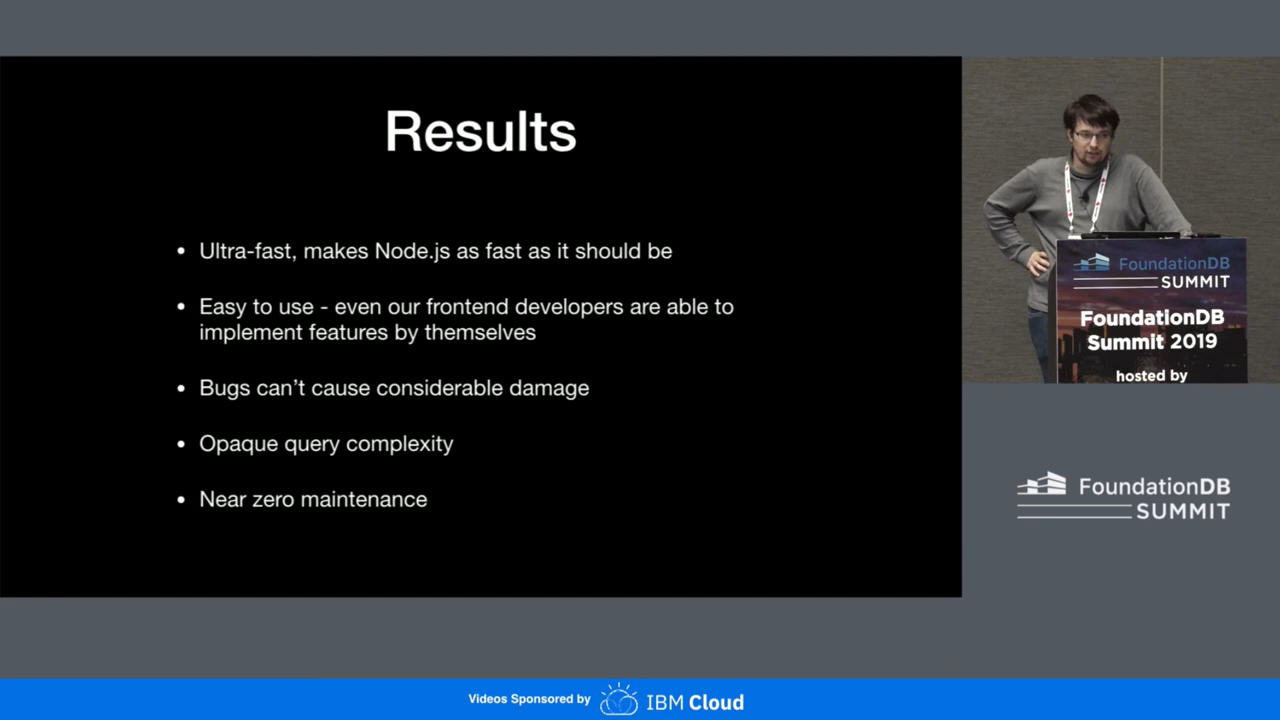 Results
• Ultra-fast, makes Node.js as fast as it should be
• Easy to use - even our frontend developers are able to
implement features by themselves
• Bugs can’t cause considerable damage
• Opaque query complexity
• Near zero maintenance
FoundationDB
SUMMIT
FoundationDB
Summit 2019
hosted by
FoundationDB
SUMMIT
Videos Sponsored by IBM Cloud